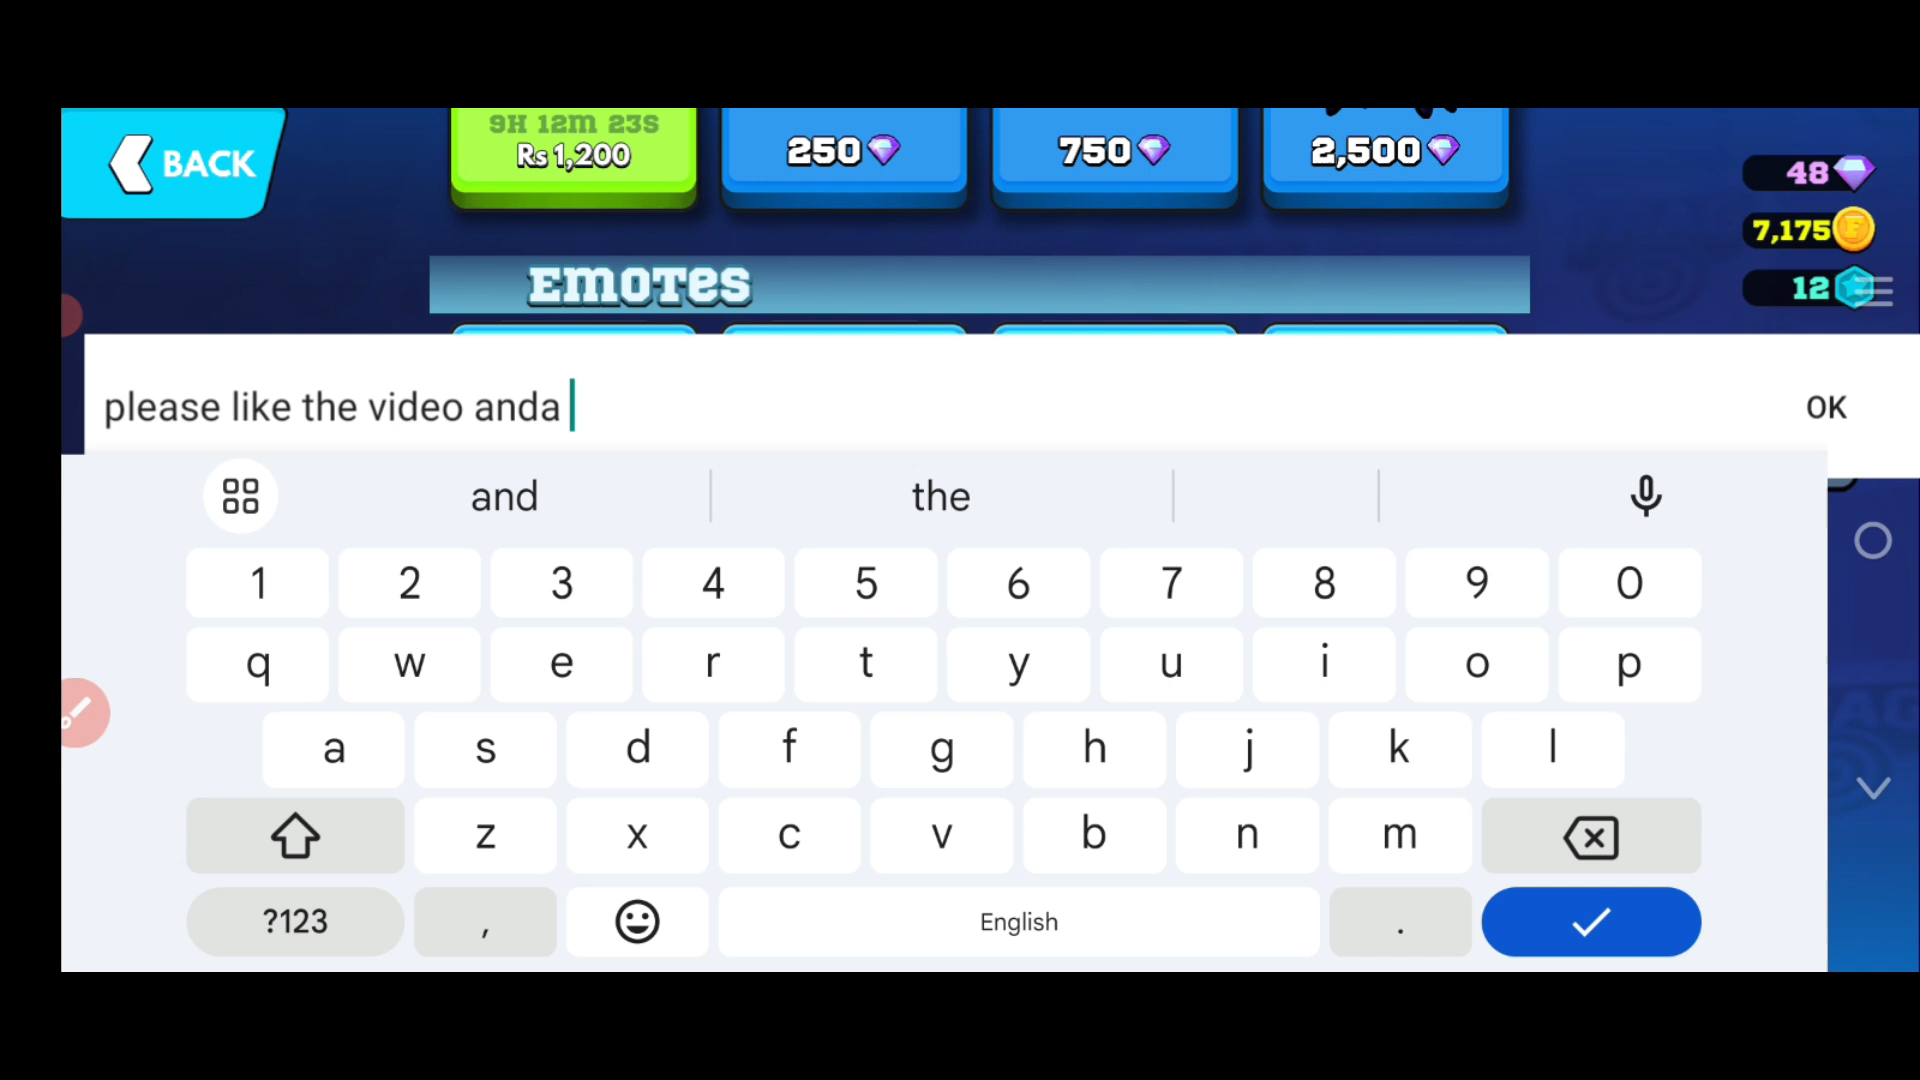 9H 12m 23s
Rs 1,200
250
750
2,500
BACK
48
7,175
12
EMOTES
please like the video anda
OK
and
the
1 2 3 4 5 6 7 8 9 0
q w e r t y u i o p
a s d f g h j k l
z x c v b n m
?123 , English .